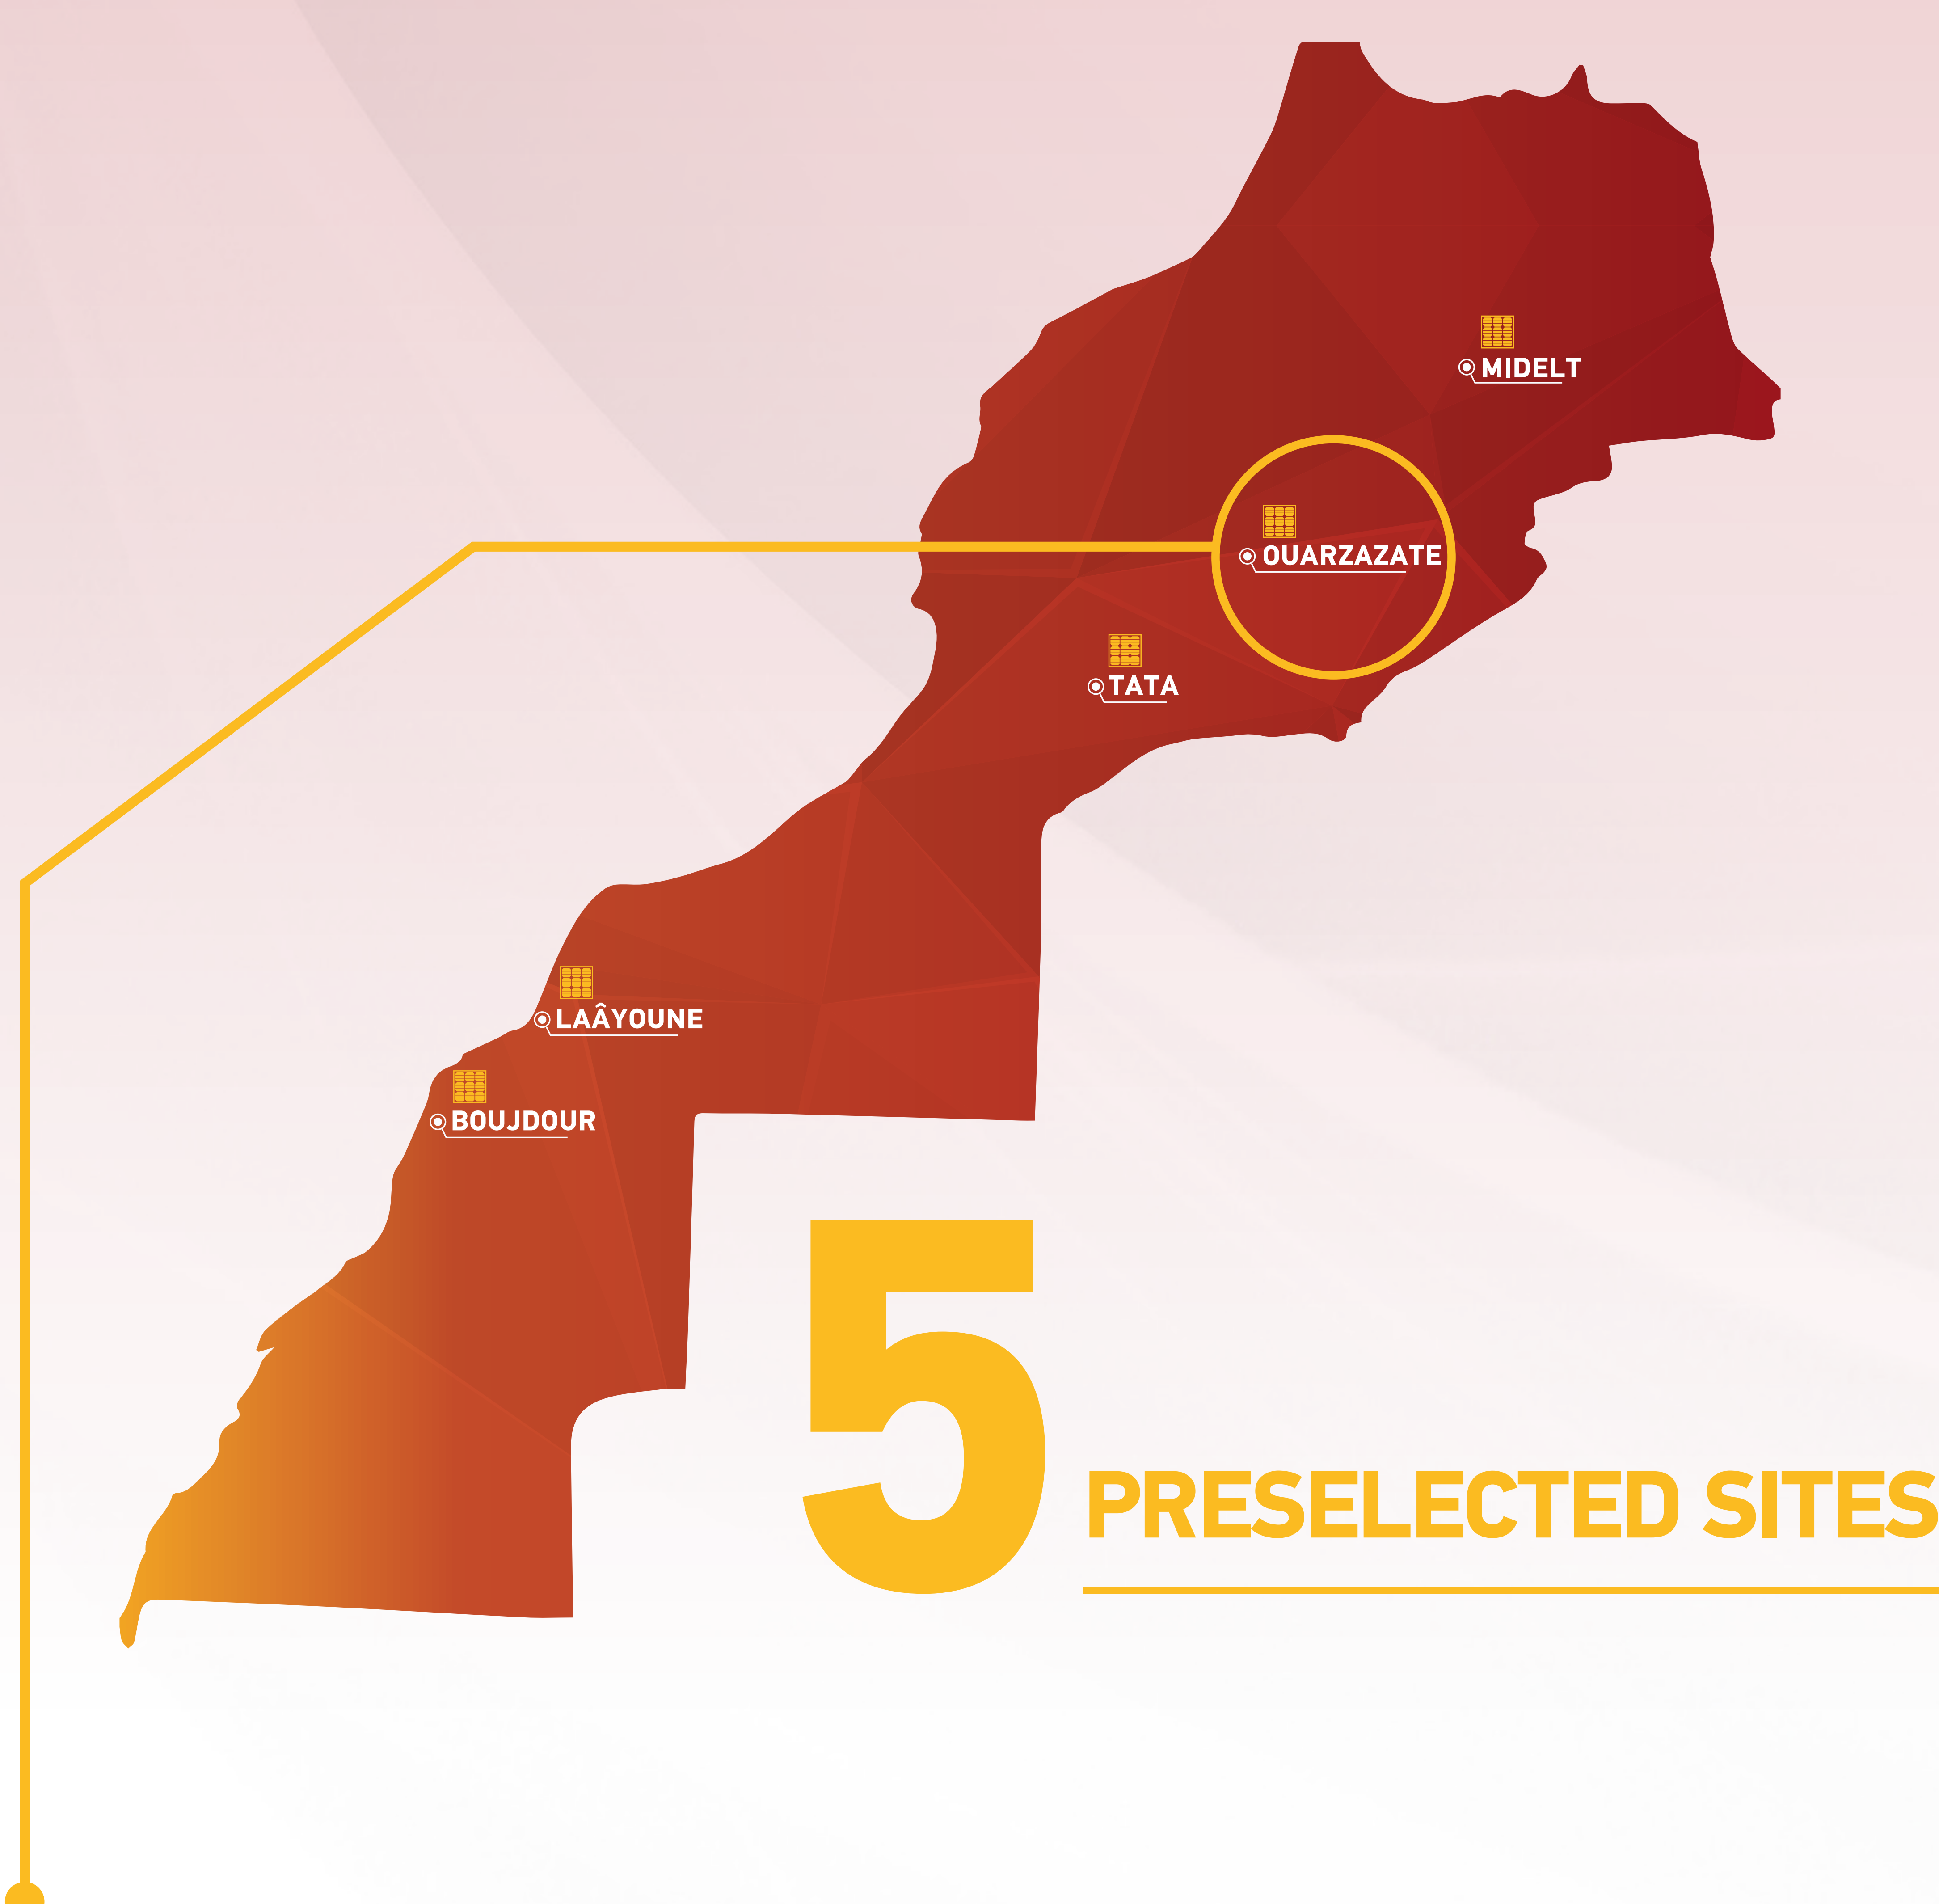 MIDELT
OUARZAZATE
TATA
LAÂYOUNE
BOUJDOUR
5
PRESELECTED SITES